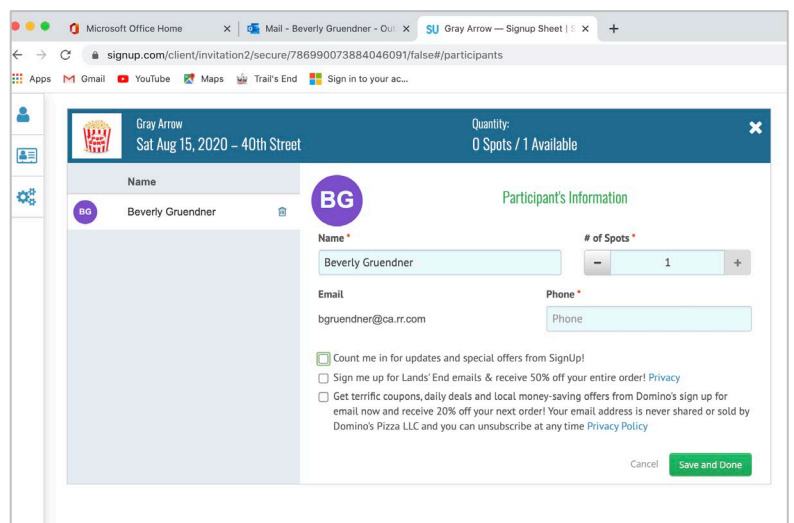 Microsoft Office Home
Mail - Beverly Gruendner - Out
SU Gray Arrow — Signup Sheet | S
signup.com/client/invitation2/secure/786990073884046091/false#/participants
Apps Gmail YouTube Maps Trail's End Sign in to your ac...
Gray Arrow
Sat Aug 15, 2020 – 40th Street
Quantity:
0 Spots / 1 Available
Name
BG Beverly Gruendner
BG
Participant's Information
Name *
# of Spots *
Beverly Gruendner
1
Email
Phone *
bgruendner@ca.rr.com
Phone
Count me in for updates and special offers from SignUp!
Sign me up for Lands' End emails & receive 50% off your entire order! Privacy
Get terrific coupons, daily deals and local money-saving offers from Domino's sign up for
email now and receive 20% off your next order! Your email address is never shared or sold by
Domino's Pizza LLC and you can unsubscribe at any time Privacy Policy
Cancel Save and Done